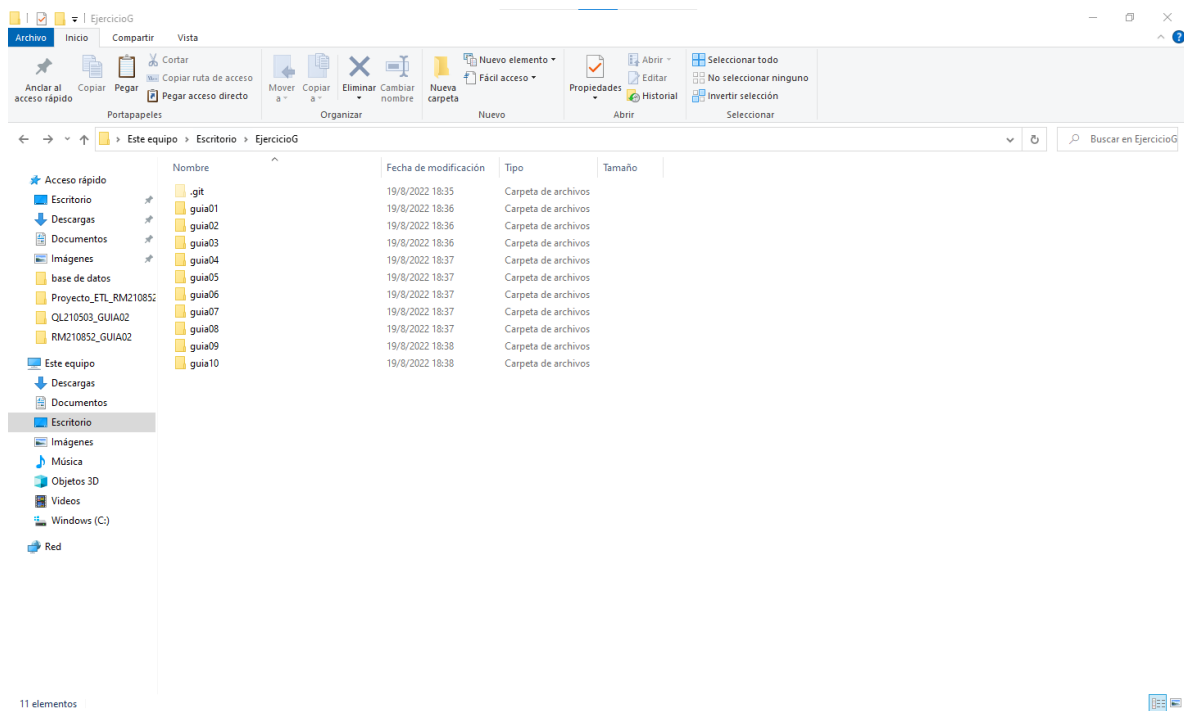 EjercicioG
Archivo Inicio Compartir Vista
Anclar al acceso rápido
Copiar
Pegar
Cortar
Copiar ruta de acceso
Pegar acceso directo
Portapapeles
Mover a
Copiar a
Eliminar
Cambiar nombre
Organizar
Nueva carpeta
Nuevo elemento
Fácil acceso
Nuevo
Propiedades
Abrir
Editar
Historial
Abrir
Seleccionar todo
No seleccionar ninguno
Invertir selección
Seleccionar
Este equipo > Escritorio > EjercicioG
Buscar en EjercicioG
Acceso rápido
Escritorio
Descargas
Documentos
Imágenes
base de datos
Proyecto_ETL_RM210852
QL210503_GUIA02
RM210852_GUIA02
Este equipo
Descargas
Documentos
Escritorio
Imágenes
Música
Objetos 3D
Videos
Windows (C:)
Red
Nombre Fecha de modificación Tipo Tamaño
.git 19/8/2022 18:35 Carpeta de archivos
guia01 19/8/2022 18:36 Carpeta de archivos
guia02 19/8/2022 18:36 Carpeta de archivos
guia03 19/8/2022 18:36 Carpeta de archivos
guia04 19/8/2022 18:37 Carpeta de archivos
guia05 19/8/2022 18:37 Carpeta de archivos
guia06 19/8/2022 18:37 Carpeta de archivos
guia07 19/8/2022 18:37 Carpeta de archivos
guia08 19/8/2022 18:37 Carpeta de archivos
guia09 19/8/2022 18:38 Carpeta de archivos
guia10 19/8/2022 18:38 Carpeta de archivos
11 elementos